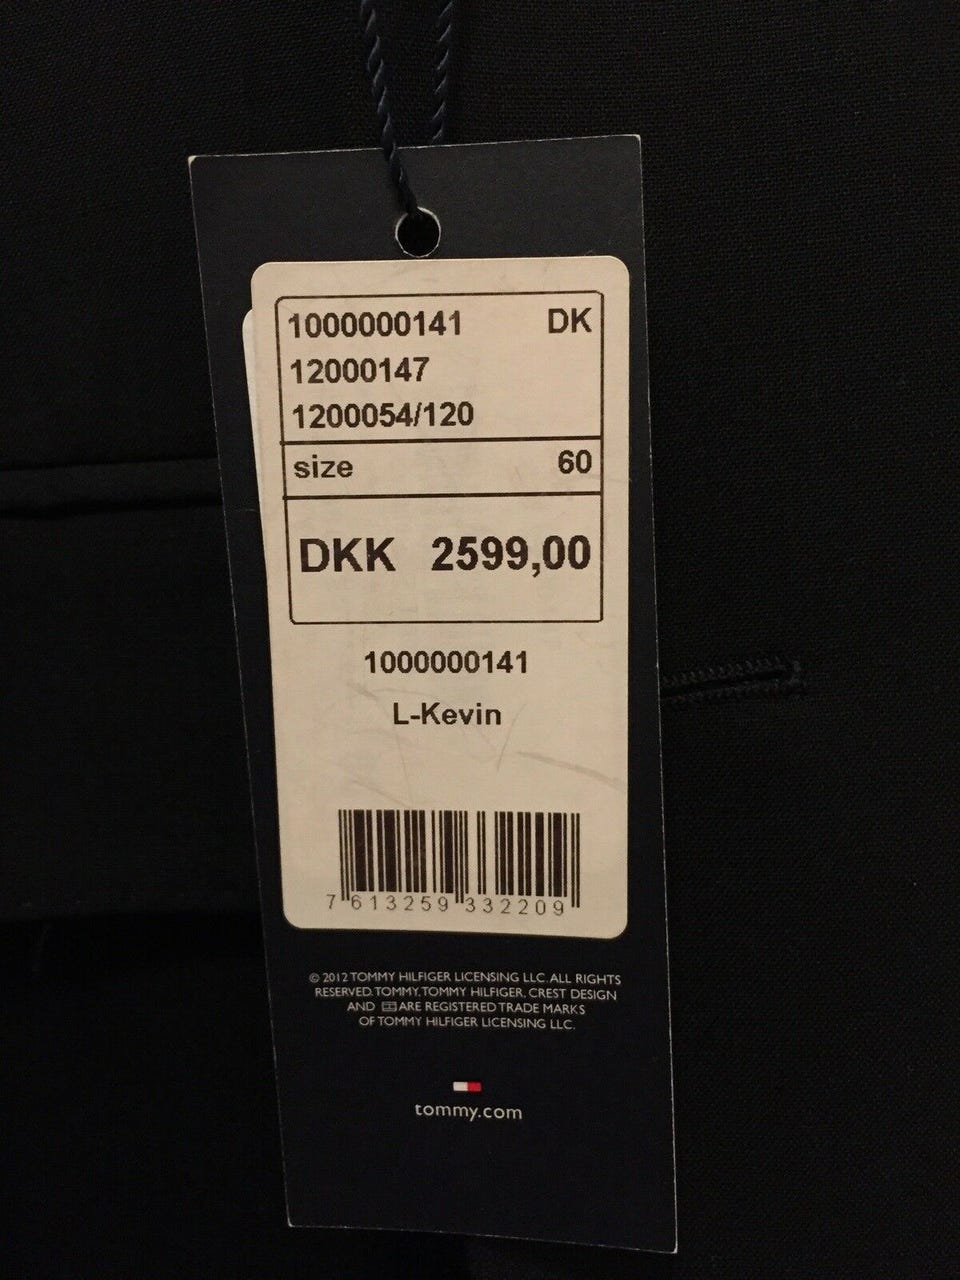 1000000141 DK
12000147
1200054/120
size 60
DKK 2599,00
1000000141
L-Kevin
7 613259 332209
© 2012 TOMMY HILFIGER LICENSING LLC. ALL RIGHTS
RESERVED. TOMMY, TOMMY HILFIGER, CREST DESIGN
AND ARE REGISTERED TRADE MARKS
OF TOMMY HILFIGER LICENSING LLC.
tommy.com